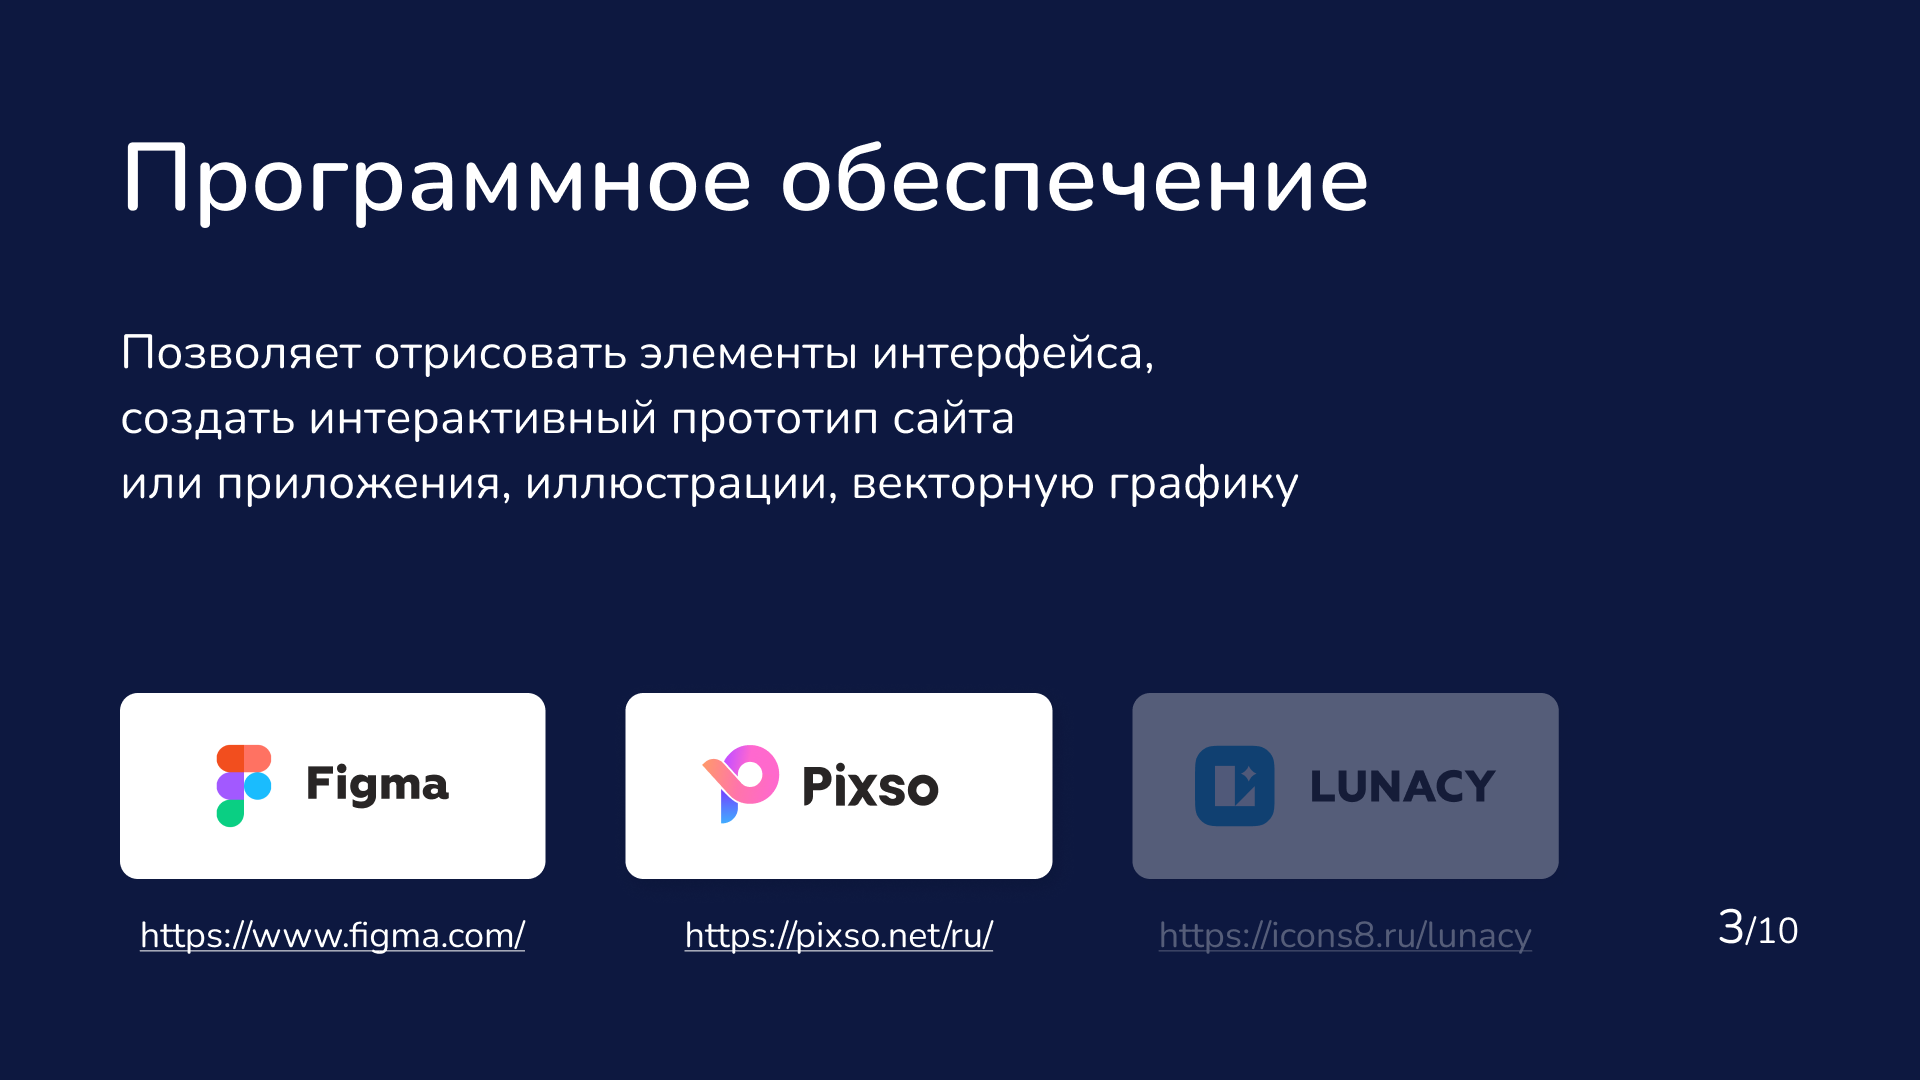 Программное обеспечение
Позволяет отрисовать элементы интерфейса,
создать интерактивный прототип сайта
или приложения, иллюстрации, векторную графику
Figma
Pixso
LUNACY
https://www.figma.com/
https://pixso.net/ru/
https://icons8.ru/lunacy
3/10